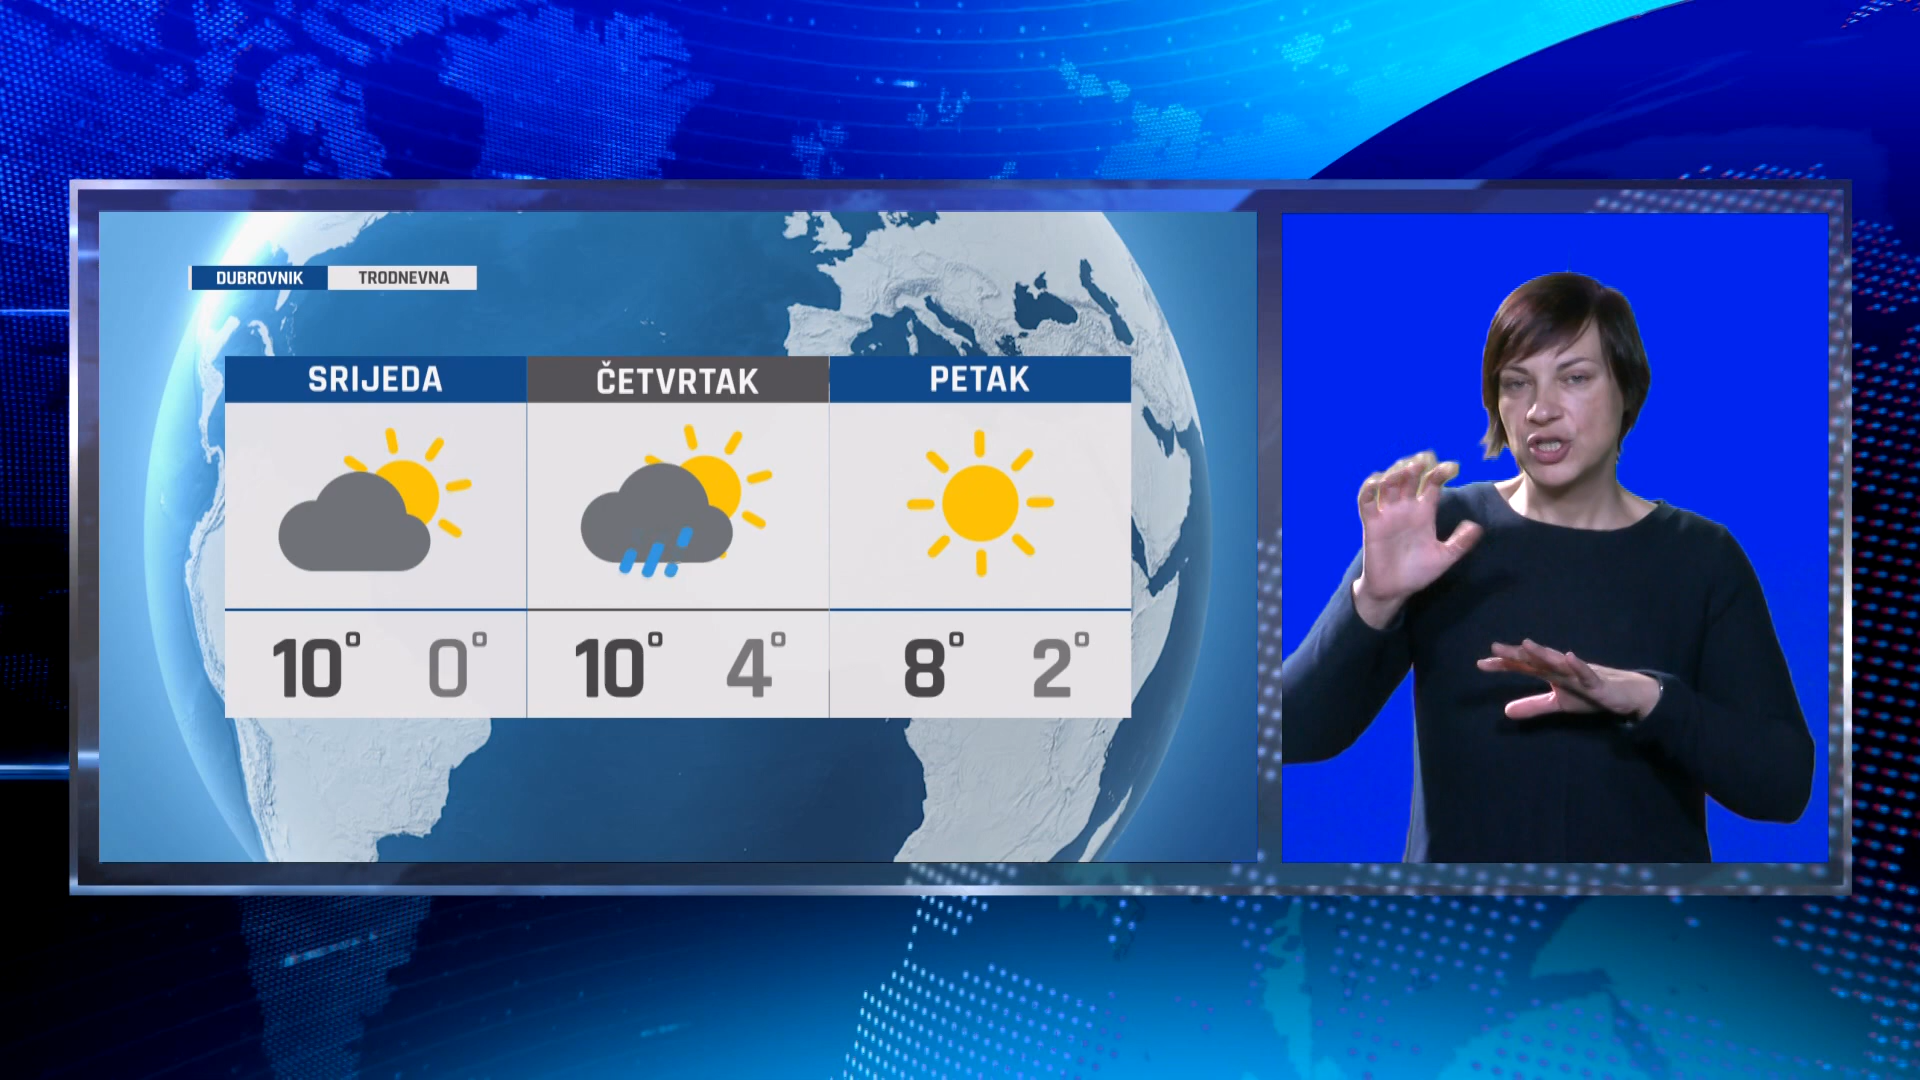 DUBROVNIK TRODNEVNA
SRIJEDA ČETVRTAK PETAK
10° 0° 10° 4° 8° 2°